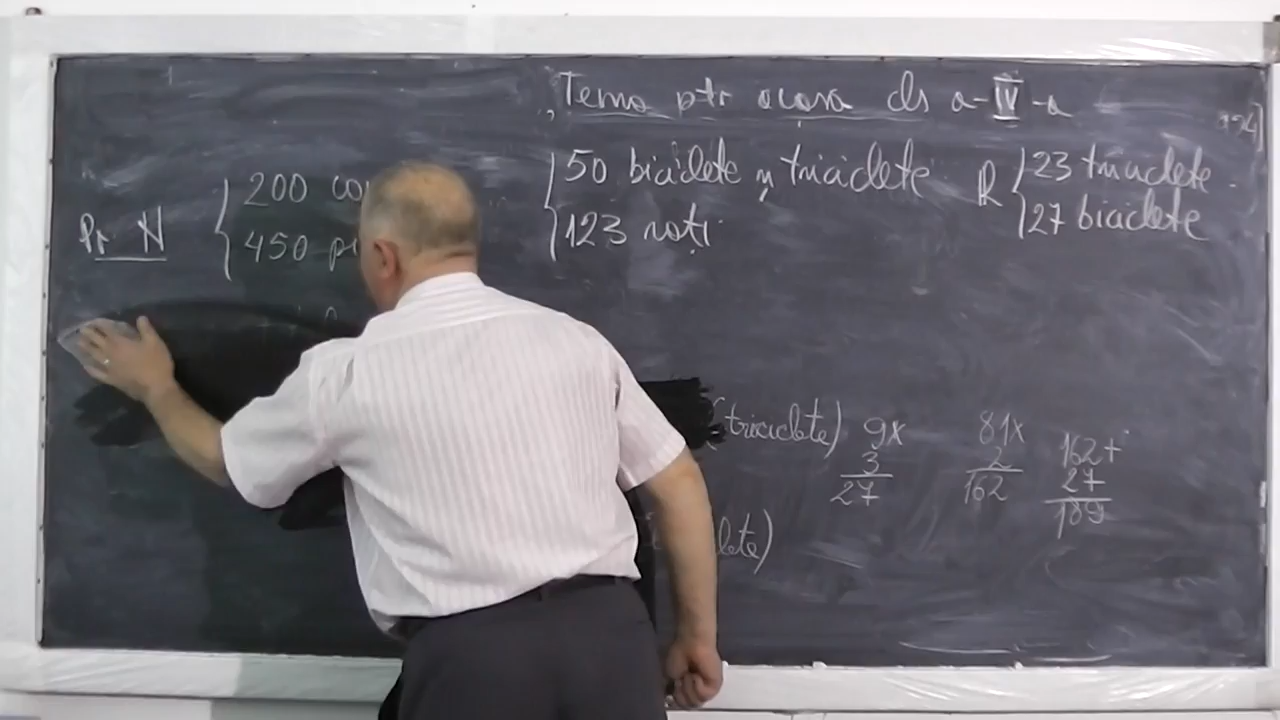 Tema ptr acasa cls a-IV-a
Pr N
200
450
50 biciclete și triciclete
123 roți
R
23 triciclete
27 biciclete
(triciclete)
9x
3
27
81x
2
162
162+
27
189